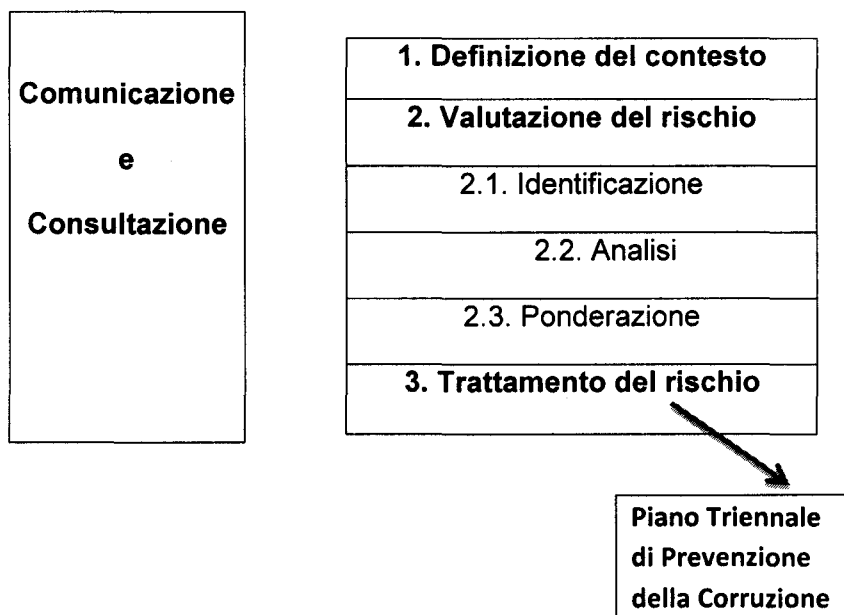 Comunicazione
e
Consultazione
1. Definizione del contesto
2. Valutazione del rischio
2.1. Identificazione
2.2. Analisi
2.3. Ponderazione
3. Trattamento del rischio
Piano Triennale
di Prevenzione
della Corruzione